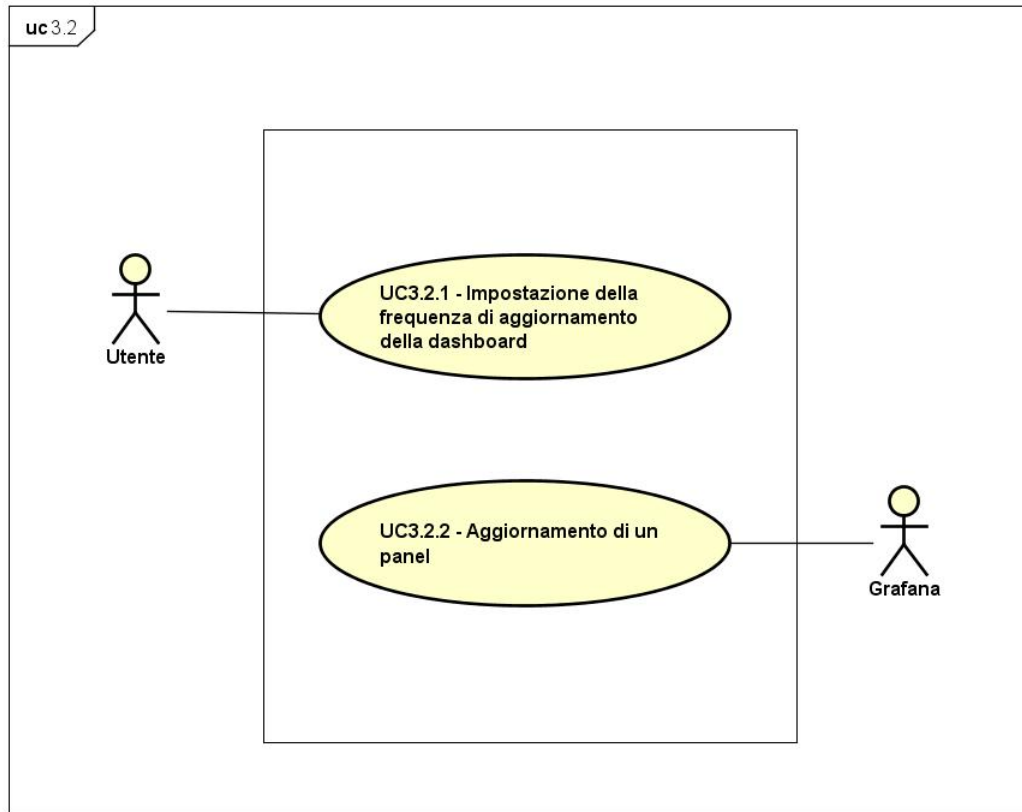 uc 3.2
UC3.2.1 - Impostazione della
frequenza di aggiornamento
della dashboard
Utente
UC3.2.2 - Aggiornamento di un
panel
Grafana